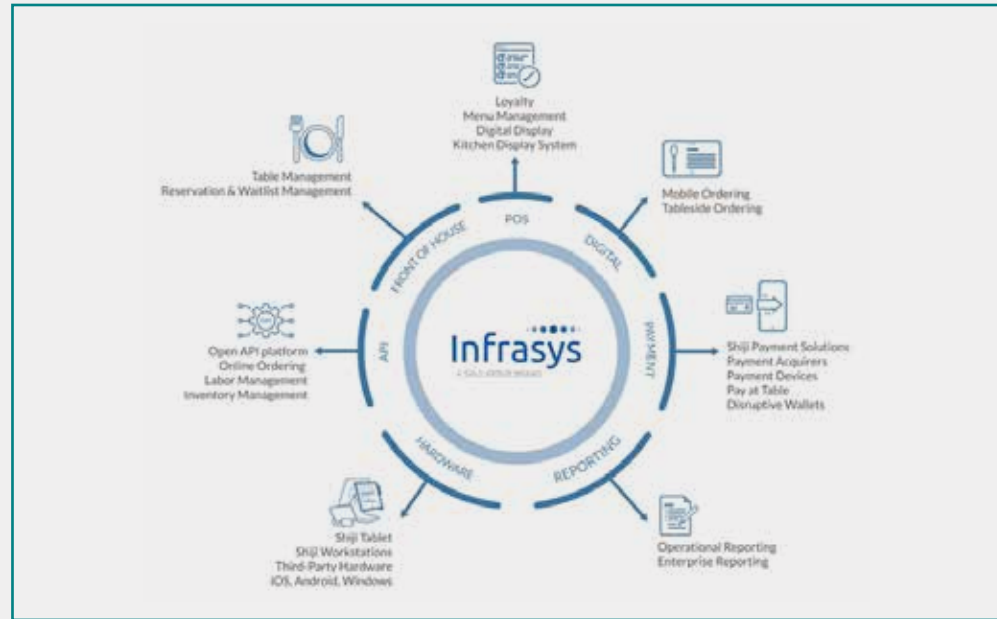 Loyalty
Menu Management
Digital Display
Kitchen Display System
Table Management
Reservation & Waitlist Management
Mobile Ordering
Tableside Ordering
POS
FRONT OF HOUSE
DIGITAL
API
PAYMENT
HARDWARE
REPORTING
Infrasys
Open API platform
Online Ordering
Labor Management
Inventory Management
Shiji Payment Solutions
Payment Acquirers
Payment Devices
Pay at Table
Disruptive Wallets
Shiji Tablet
Shiji Workstations
Third-Party Hardware
iOS, Android, Windows
Operational Reporting
Enterprise Reporting